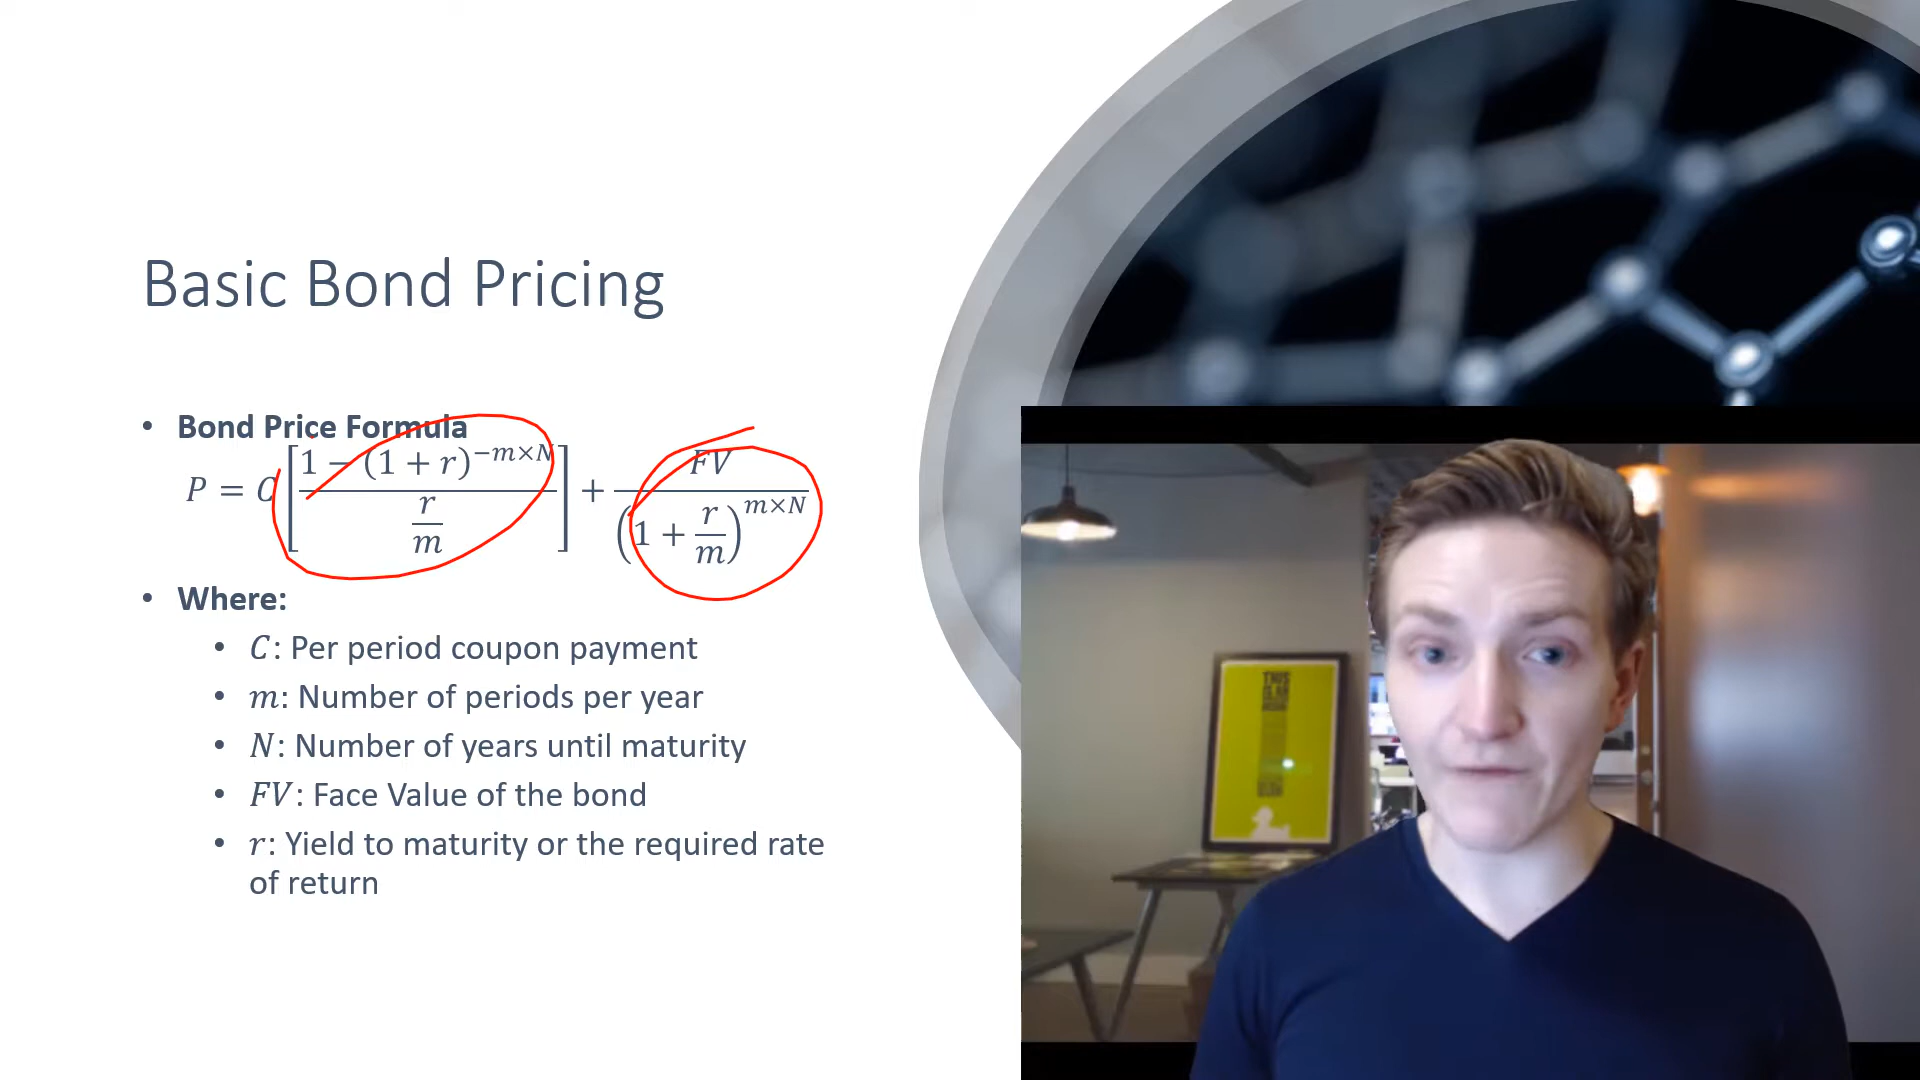 Basic Bond Pricing
• Bond Price Formula
P = C[(1 − (1 + r)^{−m×N}) / (r/m)] + FV / (1 + r/m)^{m×N}
• Where:
• C: Per period coupon payment
• m: Number of periods per year
• N: Number of years until maturity
• FV: Face Value of the bond
• r: Yield to maturity or the required rate
of return
THIS